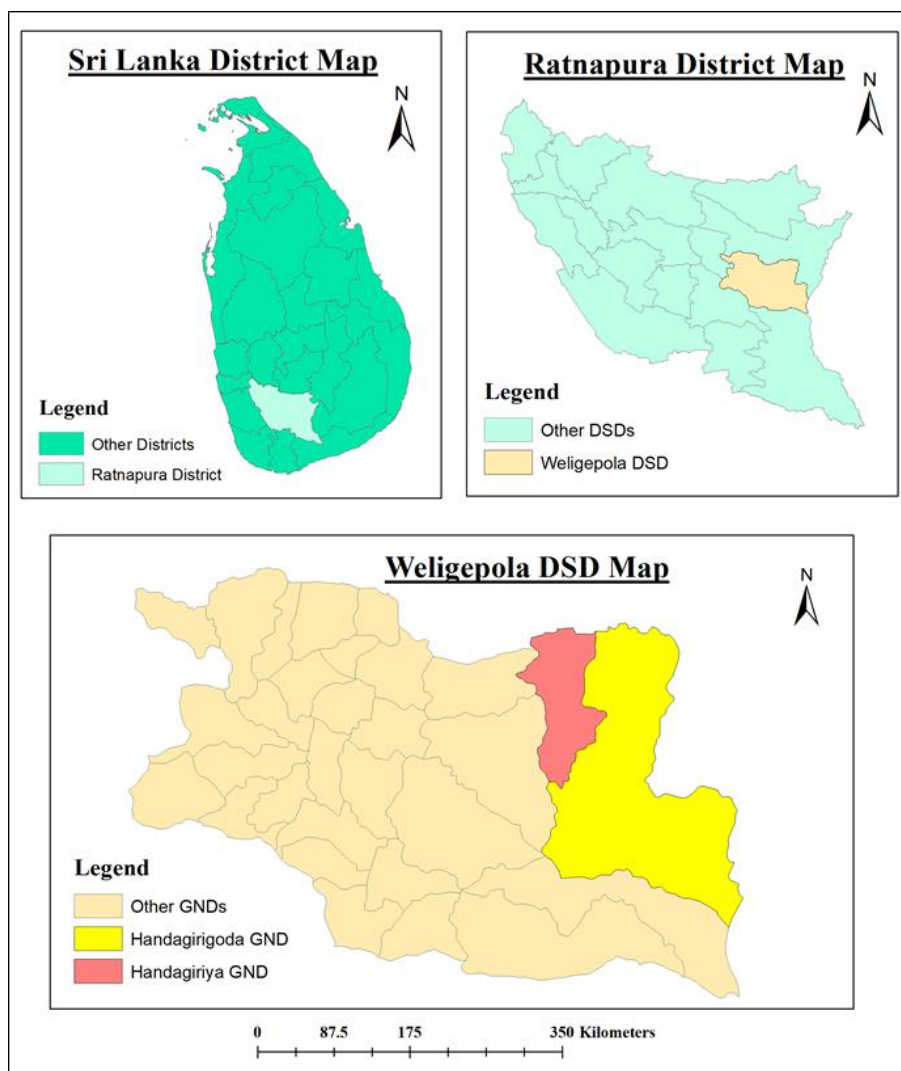 Sri Lanka District Map
N
Legend
Other Districts
Ratnapura District
Ratnapura District Map
N
Other DSDs
Weligepola DSD
Weligepola DSD Map
N
Legend
Other GNDs
Handagirigoda GND
Handagiriya GND
0 87.5 175 350 Kilometers